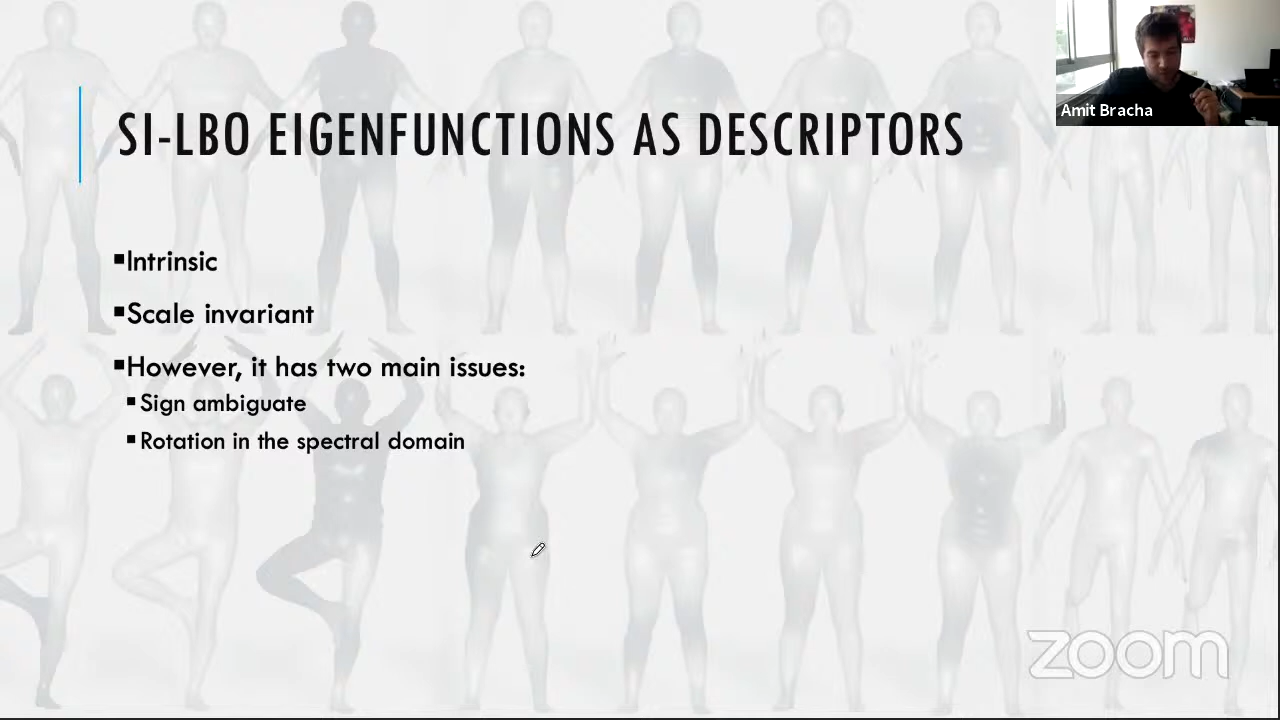 SI-LBO EIGENFUNCTIONS AS DESCRIPTORS
Amit Bracha
▪Intrinsic
▪Scale invariant
▪However, it has two main issues:
▪Sign ambiguate
▪Rotation in the spectral domain
zoom